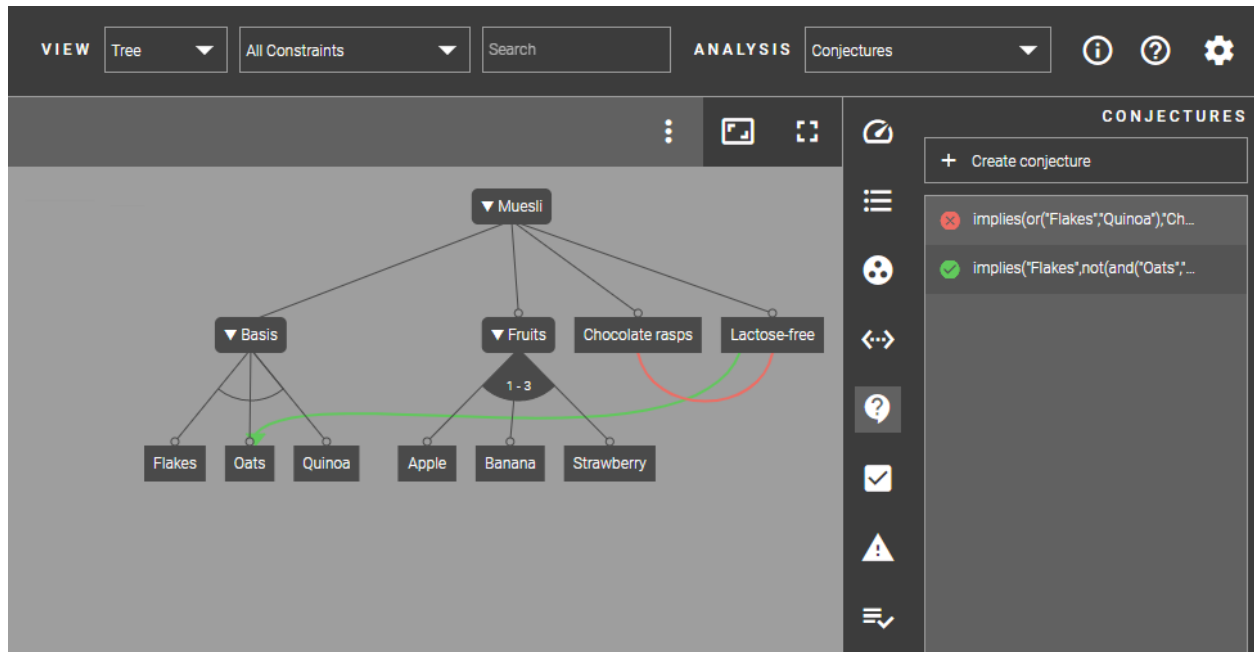 VIEW Tree All Constraints Search ANALYSIS Conjectures
CONJECTURES
+ Create conjecture
Muesli
implies(or("Flakes","Quinoa"),"Ch...
implies("Flakes",not(and("Oats","...
Basis Fruits Chocolate rasps Lactose-free
1 - 3
Flakes Oats Quinoa Apple Banana Strawberry